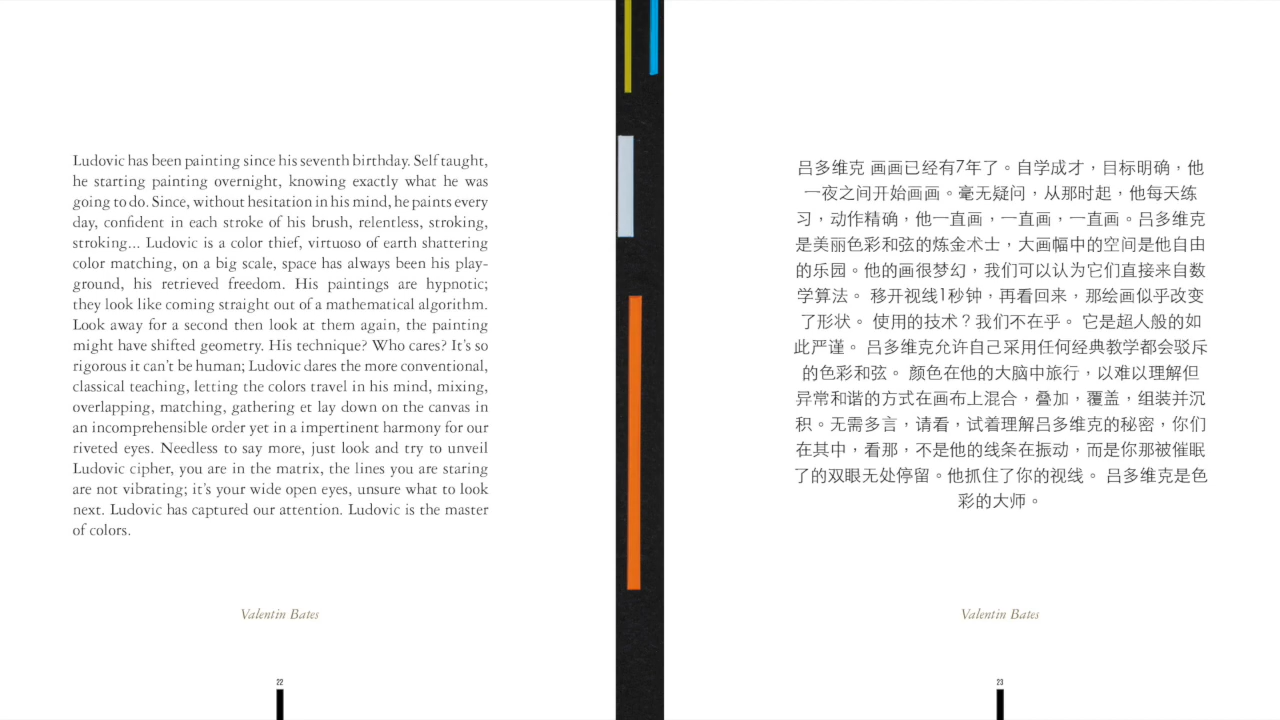 Ludovic has been painting since his seventh birthday. Self taught,
he starting painting overnight, knowing exactly what he was
going to do. Since, without hesitation in his mind, he paints every
day, confident in each stroke of his brush, relentless, stroking,
stroking... Ludovic is a color thief, virtuoso of earth shattering
color matching, on a big scale, space has always been his play-
ground, his retrieved freedom. His paintings are hypnotic;
they look like coming straight out of a mathematical algorithm.
Look away for a second then look at them again, the painting
might have shifted geometry. His technique? Who cares? It's so
rigorous it can't be human; Ludovic dares the more conventional,
classical teaching, letting the colors travel in his mind, mixing,
overlapping, matching, gathering et lay down on the canvas in
an incomprehensible order yet in a impertinent harmony for our
riveted eyes. Needless to say more, just look and try to unveil
Ludovic cipher, you are in the matrix, the lines you are staring
are not vibrating; it's your wide open eyes, unsure what to look
next. Ludovic has captured our attention. Ludovic is the master
of colors.
Valentin Bates
22
吕多维克 画画已经有7年了。自学成才，目标明确，他
一夜之间开始画画。毫无疑问，从那时起，他每天练
习，动作精确，他一直画，一直画，一直画。吕多维克
是美丽色彩和弦的炼金术士，大画幅中的空间是他自由
的乐园。他的画很梦幻，我们可以认为它们直接来自数
学算法。 移开视线1秒钟，再看回来，那绘画似乎改变
了形状。 使用的技术？我们不在乎。 它是超人般的如
此严谨。 吕多维克允许自己采用任何经典教学都会驳斥
的色彩和弦。 颜色在他的大脑中旅行，以难以理解但
异常和谐的方式在画布上混合，叠加，覆盖，组装并沉
积。无需多言，请看，试着理解吕多维克的秘密，你们
在其中，看那，不是他的线条在振动，而是你那被催眠
了的双眼无处停留。他抓住了你的视线。 吕多维克是色
彩的大师。
Valentin Bates
23